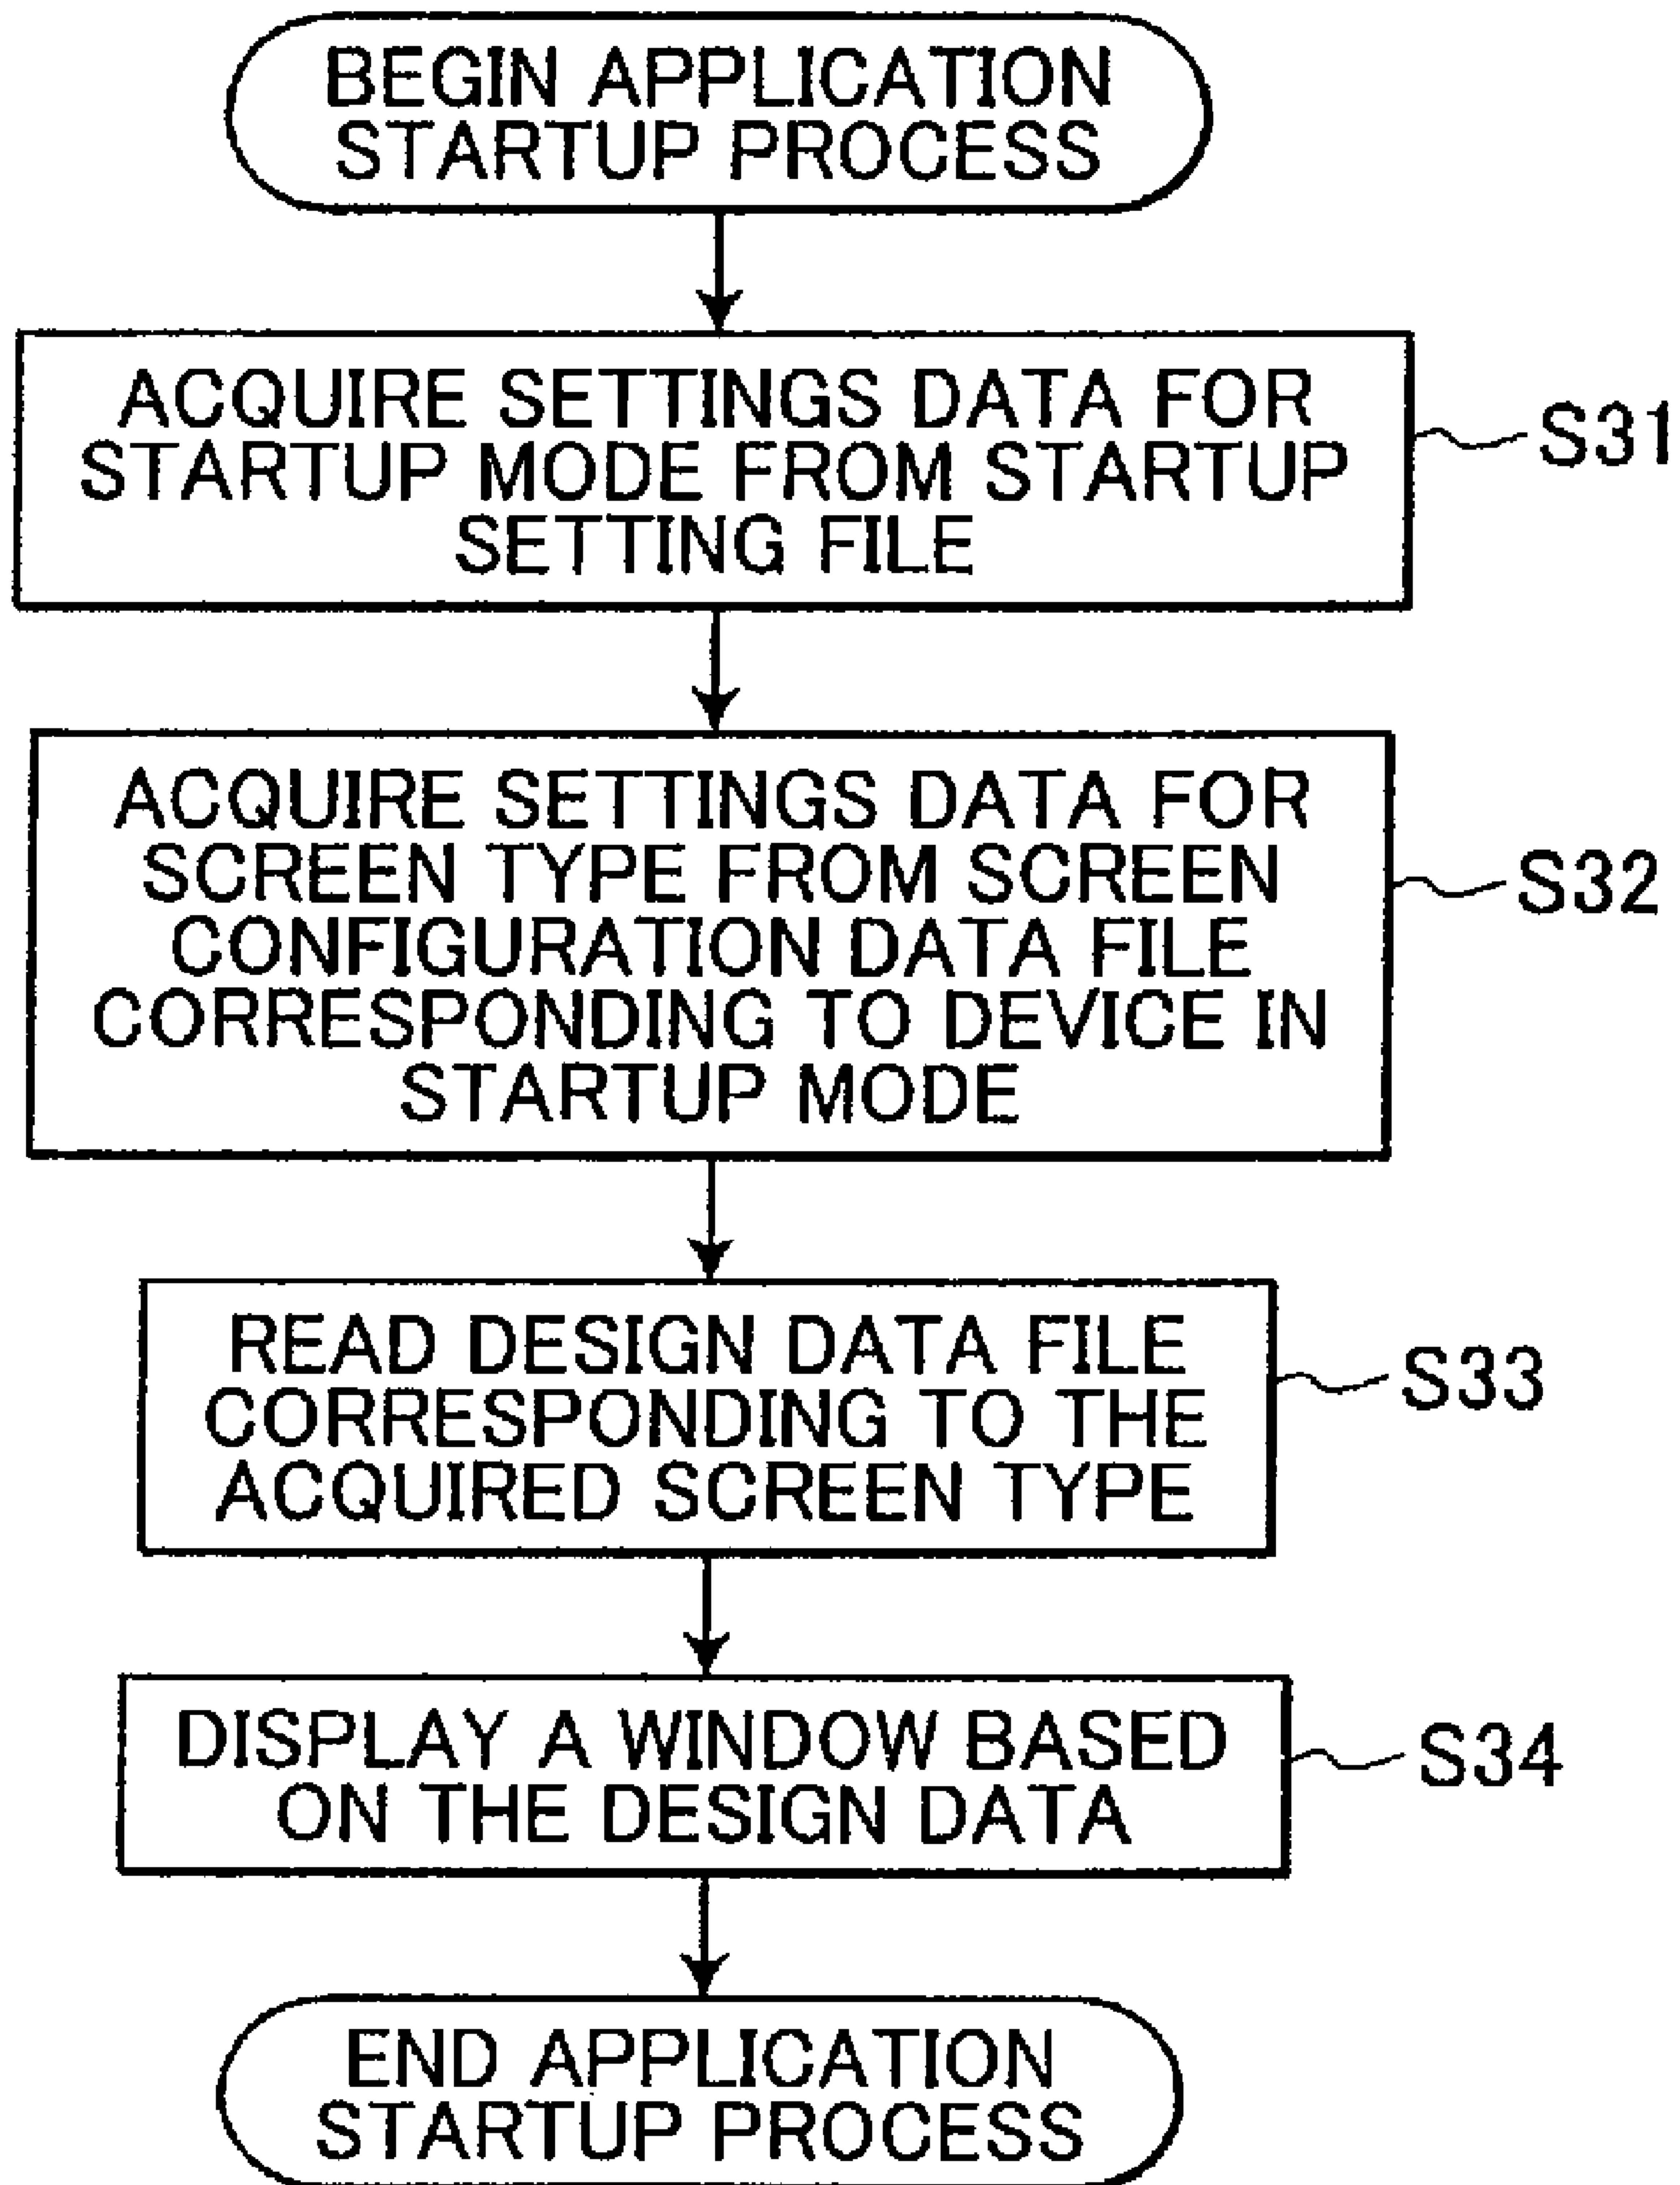 BEGIN APPLICATION
STARTUP PROCESS
ACQUIRE SETTINGS DATA FOR
STARTUP MODE FROM STARTUP
SETTING FILE
S31
ACQUIRE SETTINGS DATA FOR
SCREEN TYPE FROM SCREEN
CONFIGURATION DATA FILE
CORRESPONDING TO DEVICE IN
STARTUP MODE
S32
READ DESIGN DATA FILE
CORRESPONDING TO THE
ACQUIRED SCREEN TYPE
S33
DISPLAY A WINDOW BASED
ON THE DESIGN DATA
S34
END APPLICATION
STARTUP PROCESS